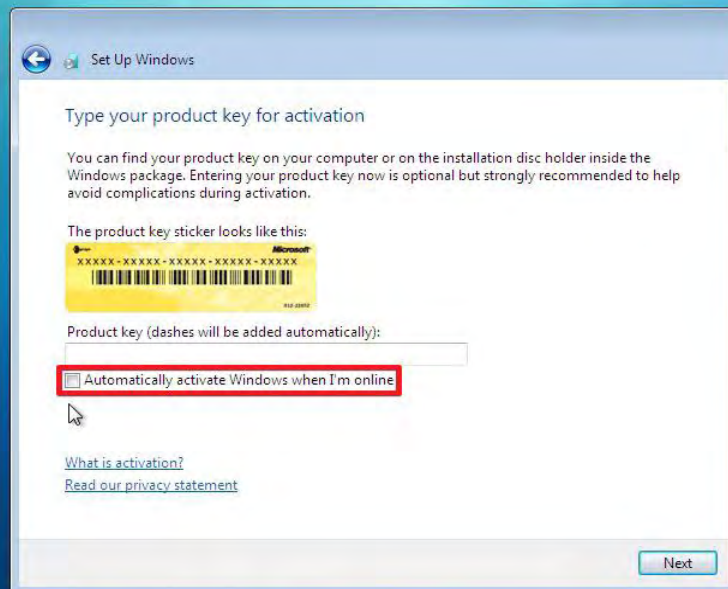 Set Up Windows
Type your product key for activation
You can find your product key on your computer or on the installation disc holder inside the
Windows package. Entering your product key now is optional but strongly recommended to help
avoid complications during activation.
The product key sticker looks like this:
Microsoft
XXXXX-XXXXX-XXXXX-XXXXX-XXXXX
Product key (dashes will be added automatically):
Automatically activate Windows when I'm online
What is activation?
Read our privacy statement
Next